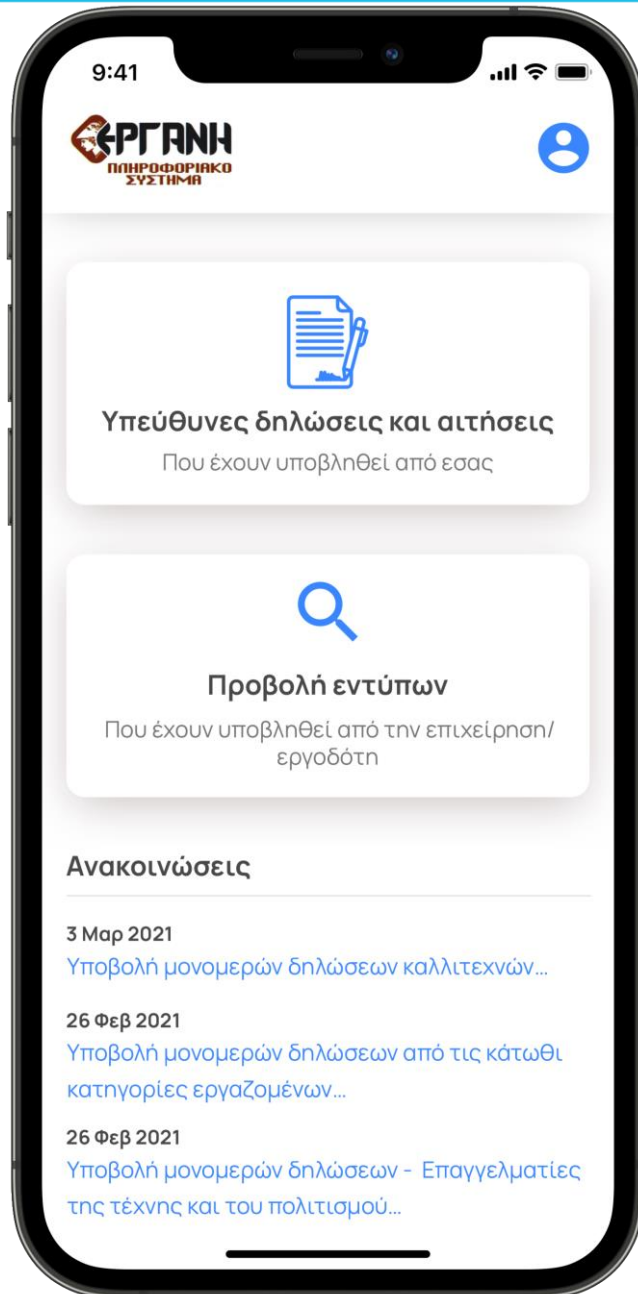 9:41
ΕΡΓΑΝΗ
ΠΛΗΡΟΦΟΡΙΑΚΟ
ΣΥΣΤΗΜΑ
Υπεύθυνες δηλώσεις και αιτήσεις
Που έχουν υποβληθεί από εσας
Προβολή εντύπων
Που έχουν υποβληθεί από την επιχείρηση/
εργοδότη
Ανακοινώσεις
3 Μαρ 2021
Υποβολή μονομερών δηλώσεων καλλιτεχνών...
26 Φεβ 2021
Υποβολή μονομερών δηλώσεων από τις κάτωθι
κατηγορίες εργαζομένων...
26 Φεβ 2021
Υποβολή μονομερών δηλώσεων - Επαγγελματίες
της τέχνης και του πολιτισμού...